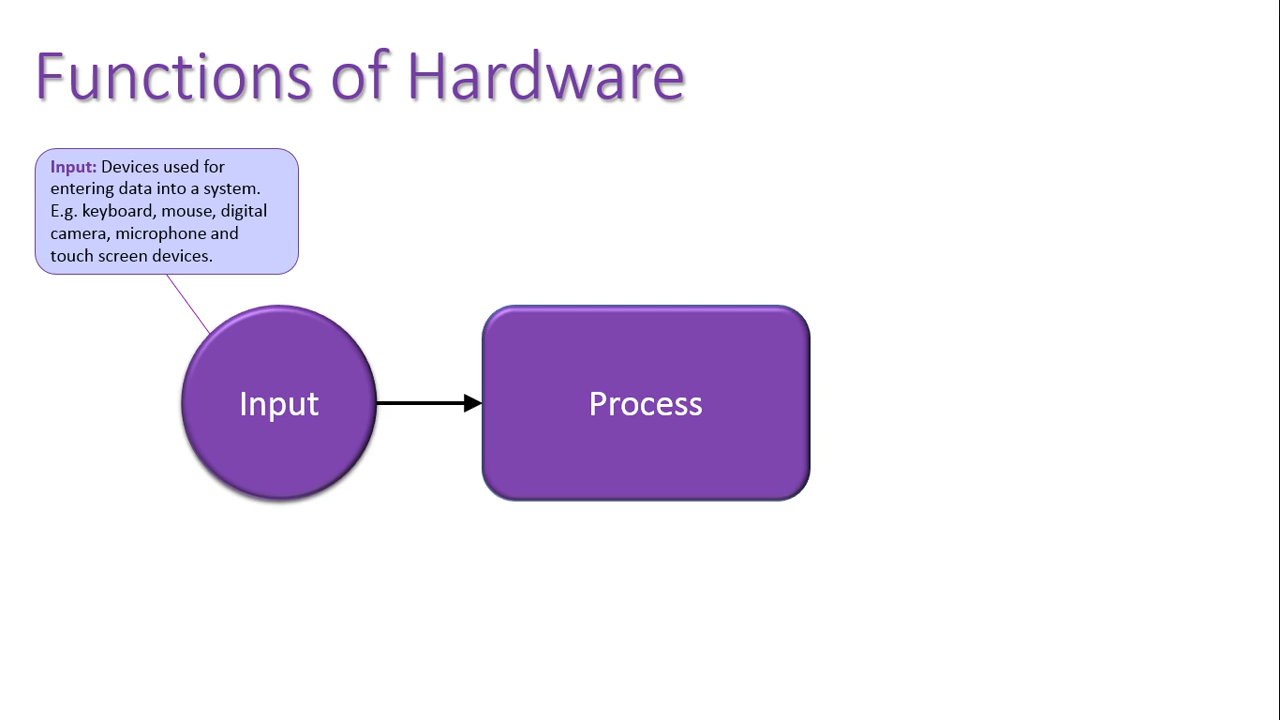 Functions of Hardware
Input: Devices used for
entering data into a system.
E.g. keyboard, mouse, digital
camera, microphone and
touch screen devices.
Input
Process